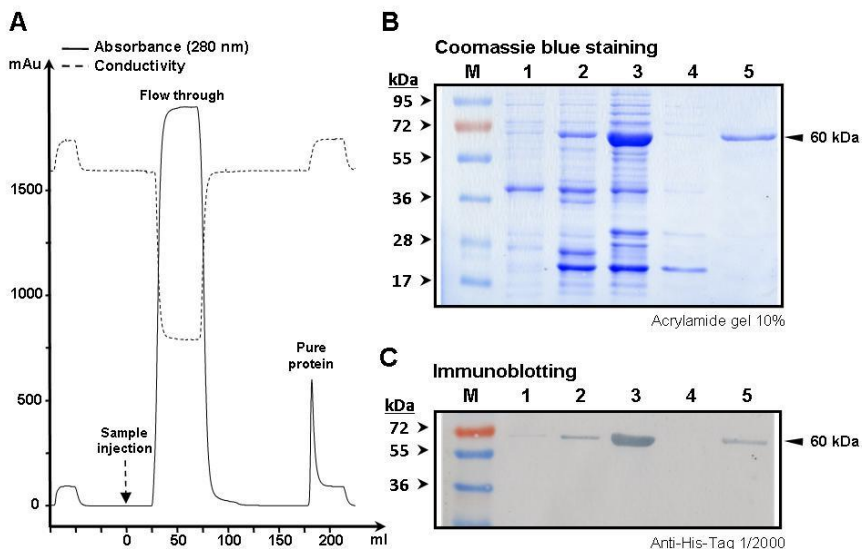 A
Absorbance (280 nm)
Conductivity
mAu
Flow through
1500
1000
500
0
Sample
injection
Pure
protein
0 50 100 150 200 ml
B
Coomassie blue staining
kDa M 1 2 3 4 5
95
72
55
36
28
17
60 kDa
Acrylamide gel 10%
C
Immunoblotting
kDa M 1 2 3 4 5
72
55
36
60 kDa
Anti-His-Tag 1/2000